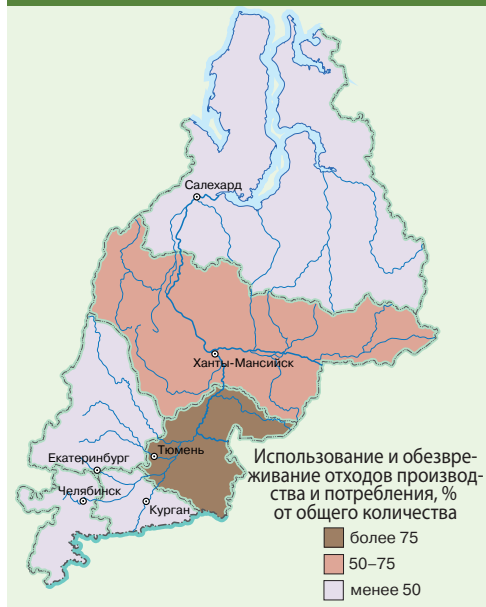 Салехард
Ханты-Мансийск
Тюмень
Екатеринбург
Челябинск
Курган
Использование и обезвре-
живание отходов производ-
ства и потребления, %
от общего количества
более 75
50–75
менее 50